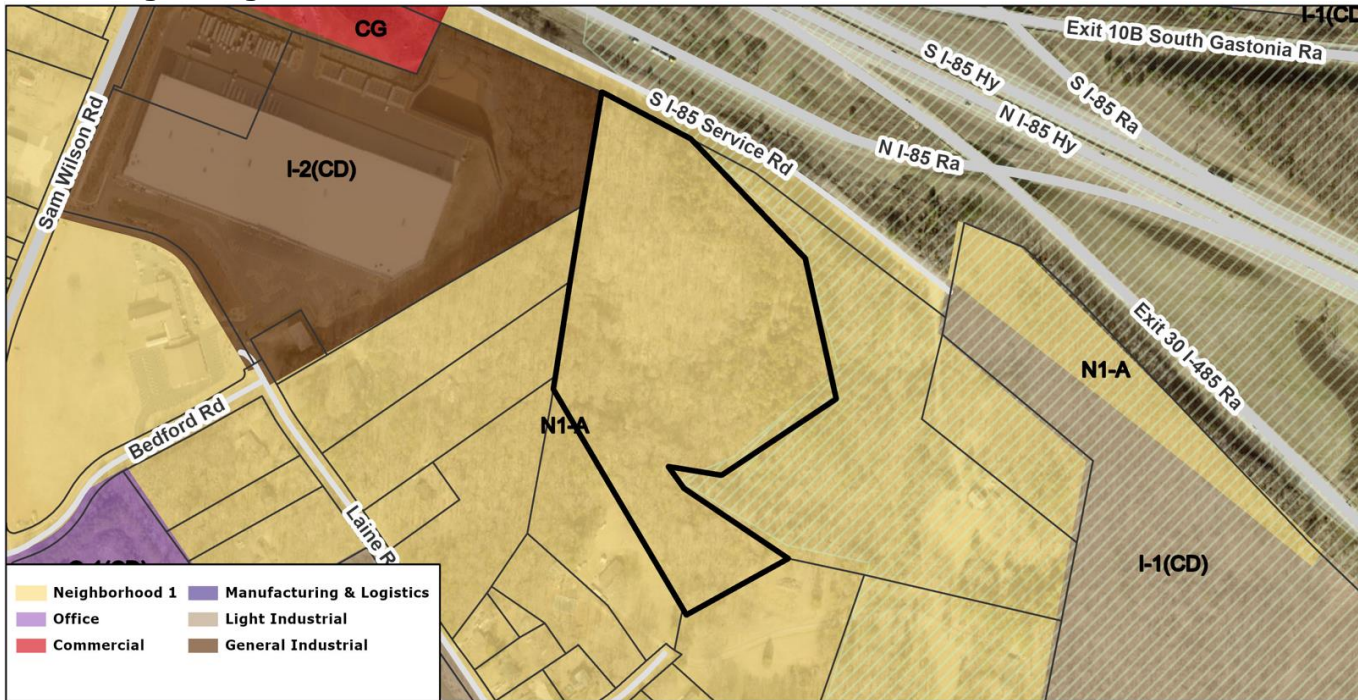 CG
I-1(CD
Exit 10B South Gastonia Ra
S I-85 Hy
S I-85 Ra
N I-85 Hy
S I-85 Service Rd
N I-85 Ra
Sam Wilson Rd
I-2(CD)
Exit 30 I-485 Ra
N1-A
Bedford Rd
N1-A
Laine R
I-1(CD)
Neighborhood 1
Manufacturing & Logistics
Office
Light Industrial
Commercial
General Industrial